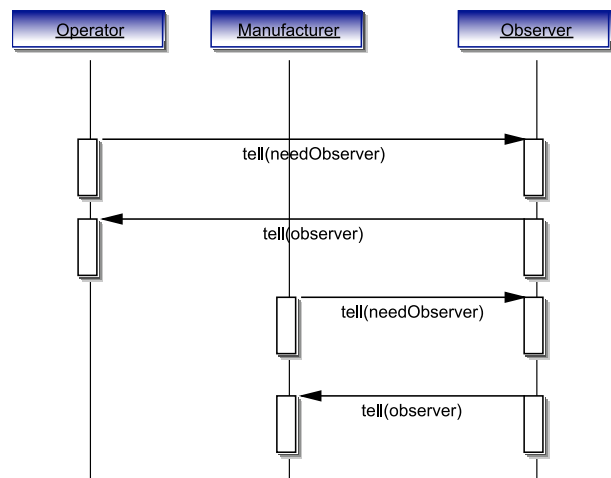 Operator
Manufacturer
Observer
tell(needObserver)
tell(observer)
tell(needObserver)
tell(observer)